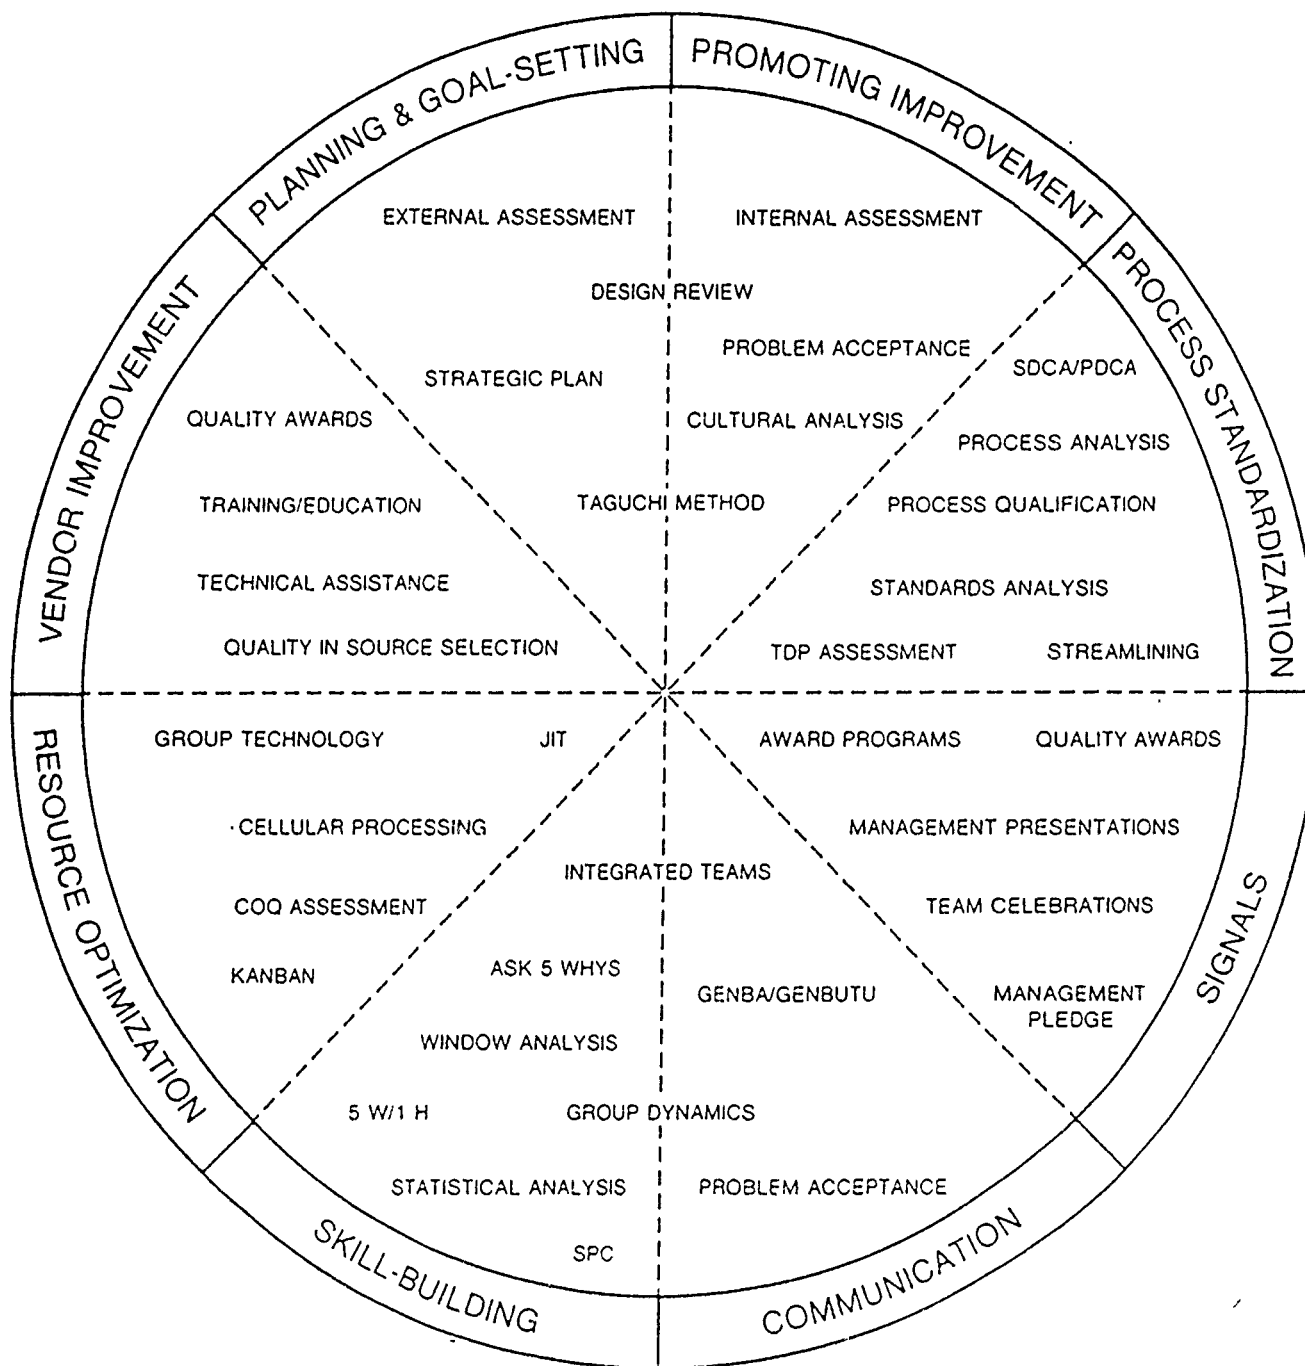 PLANNING & GOAL-SETTING
PROMOTING IMPROVEMENT
PROCESS STANDARDIZATION
SIGNALS
COMMUNICATION
SKILL-BUILDING
RESOURCE OPTIMIZATION
VENDOR IMPROVEMENT
EXTERNAL ASSESSMENT
INTERNAL ASSESSMENT
DESIGN REVIEW
PROBLEM ACCEPTANCE
SDCA/PDCA
STRATEGIC PLAN
QUALITY AWARDS
CULTURAL ANALYSIS
PROCESS ANALYSIS
TRAINING/EDUCATION
TAGUCHI METHOD
PROCESS QUALIFICATION
TECHNICAL ASSISTANCE
STANDARDS ANALYSIS
QUALITY IN SOURCE SELECTION
TDP ASSESSMENT
STREAMLINING
GROUP TECHNOLOGY
JIT
AWARD PROGRAMS
QUALITY AWARDS
CELLULAR PROCESSING
MANAGEMENT PRESENTATIONS
INTEGRATED TEAMS
COQ ASSESSMENT
TEAM CELEBRATIONS
KANBAN
ASK 5 WHYS
GENBA/GENBUTU
MANAGEMENT
PLEDGE
WINDOW ANALYSIS
5 W/1 H
GROUP DYNAMICS
STATISTICAL ANALYSIS
PROBLEM ACCEPTANCE
SPC